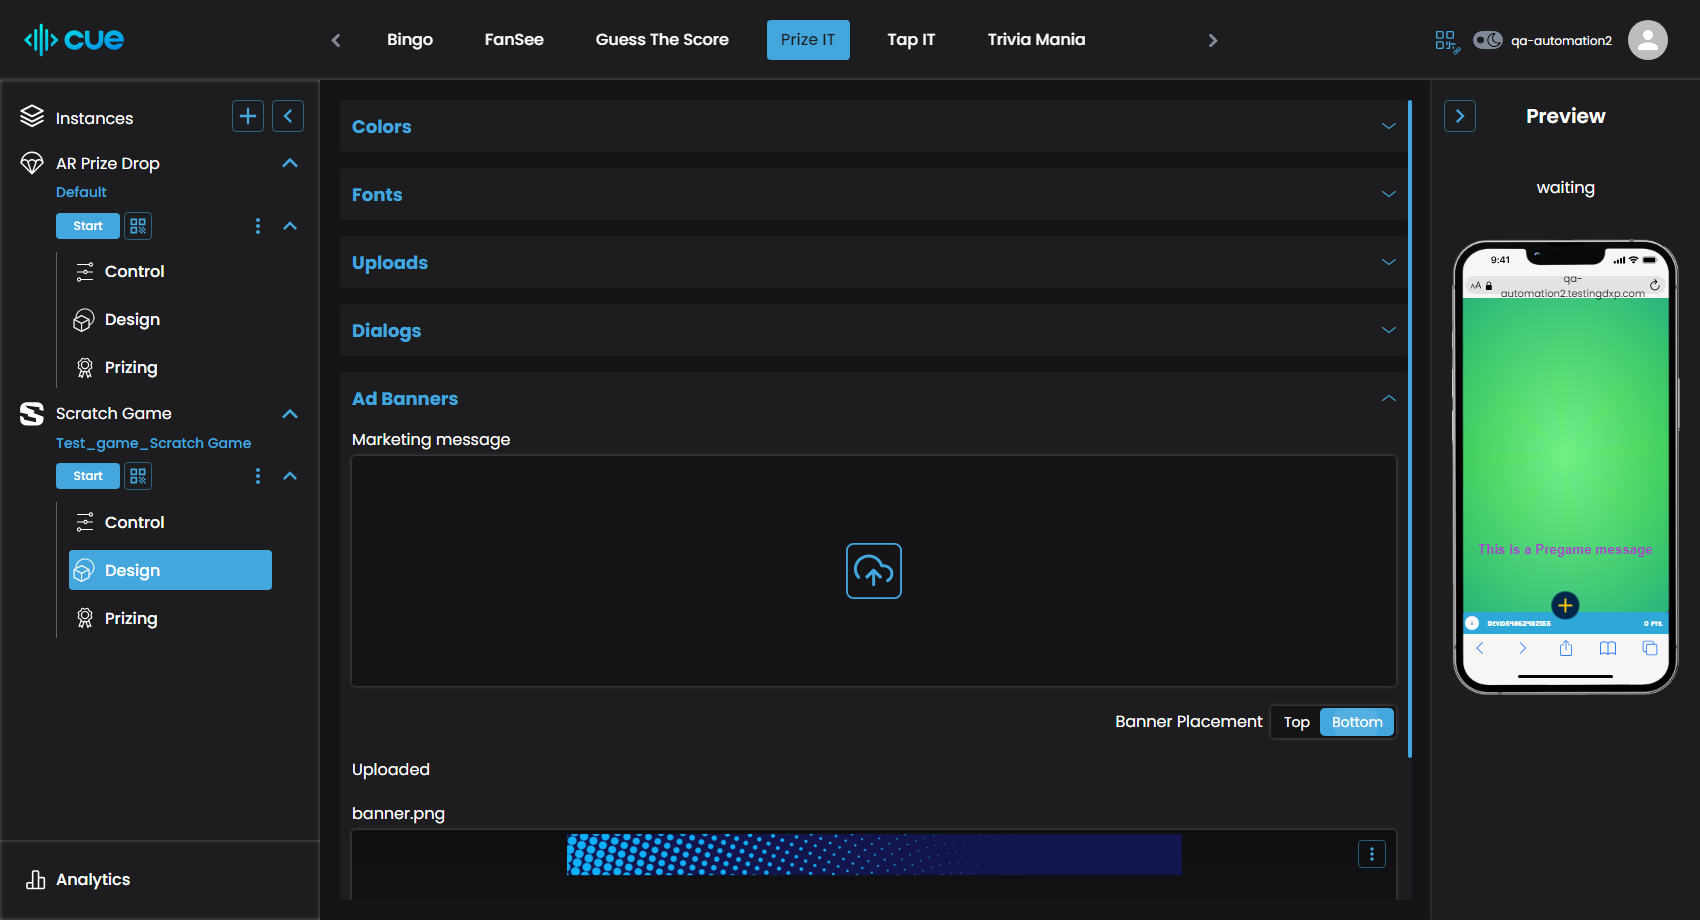 cue
Bingo
FanSee
Guess The Score
Prize IT
Tap IT
Trivia Mania
qa-automation2
Instances
AR Prize Drop
Default
Start
Control
Design
Prizing
Scratch Game
Test_game_Scratch Game
Start
Control
Design
Prizing
Analytics
Colors
Fonts
Uploads
Dialogs
Ad Banners
Marketing message
Banner Placement
Top
Bottom
Uploaded
banner.png
Preview
waiting
9:41
AA
qa-
automation2.testingdxp.com
This is a Pregame message
0 PTS.